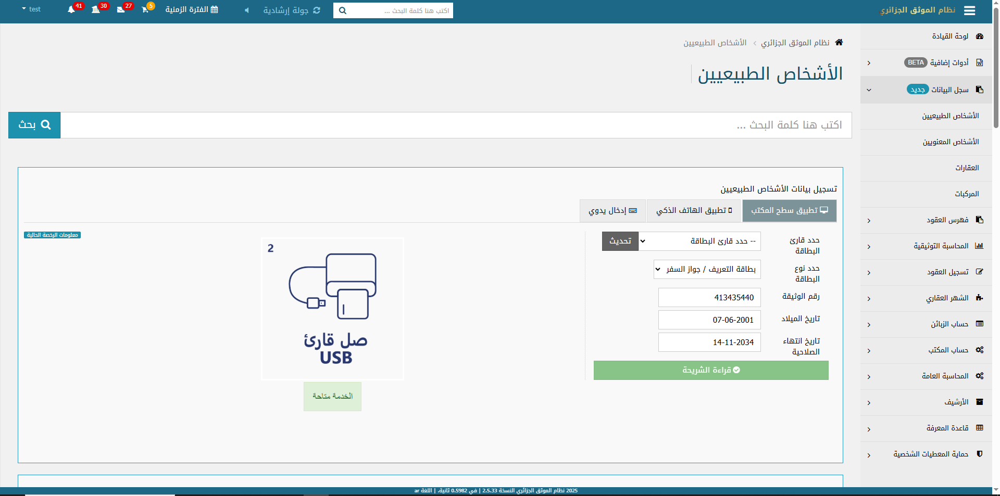 نظام الموثق الجزائري
اكتب هنا كلمة البحث ...
جولة إرشادية
الفترة الزمنية
5
27
30
41
test
لوحة القيادة
أدوات إضافية BETA
سجل البيانات جديد
الأشخاص الطبيعيين
الأشخاص المعنويين
العقارات
المركبات
فهرس العقود
المحاسبة التوثيقية
تسجيل العقود
الشهر العقاري
حساب الزبائن
حساب المكتب
المحاسبة العامة
الأرشيف
قاعدة المعرفة
حماية المعطيات الشخصية
نظام الموثق الجزائري > الأشخاص الطبيعيين
الأشخاص الطبيعيين
اكتب هنا كلمة البحث ...
بحث
تسجيل بيانات الأشخاص الطبيعيين
تطبيق سطح المكتب
تطبيق الهاتف الذكي
إدخال يدوي
معلومات الرخصة الحالية
حدد قارئ البطاقة
-- حدد قارئ البطاقة
تحديث
حدد نوع البطاقة
بطاقة التعريف / جواز السفر
رقم الوثيقة
413435440
تاريخ الميلاد
07-06-2001
تاريخ انتهاء الصلاحية
14-11-2034
قراءة الشريحة
2
صل قارئ
USB
الخدمة متاحة
2025 نظام الموثق الجزائري النسخة 2.5.33 | في 0.5982 ثانية. | اللغة ar